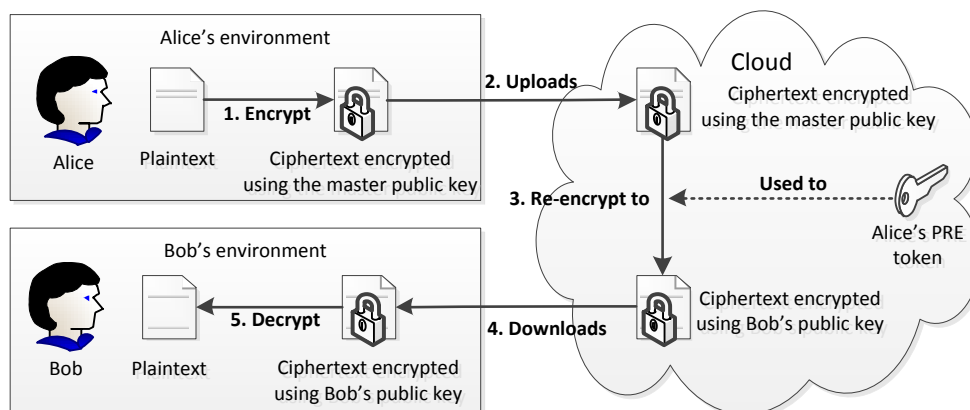 Alice's environment
1. Encrypt
Alice
Plaintext
Ciphertext encrypted
using the master public key
2. Uploads
Cloud
Ciphertext encrypted
using the master public key
3. Re-encrypt to
Used to
Alice's PRE
token
Ciphertext encrypted
using Bob's public key
4. Downloads
Bob's environment
5. Decrypt
Bob
Plaintext
Ciphertext encrypted
using Bob's public key